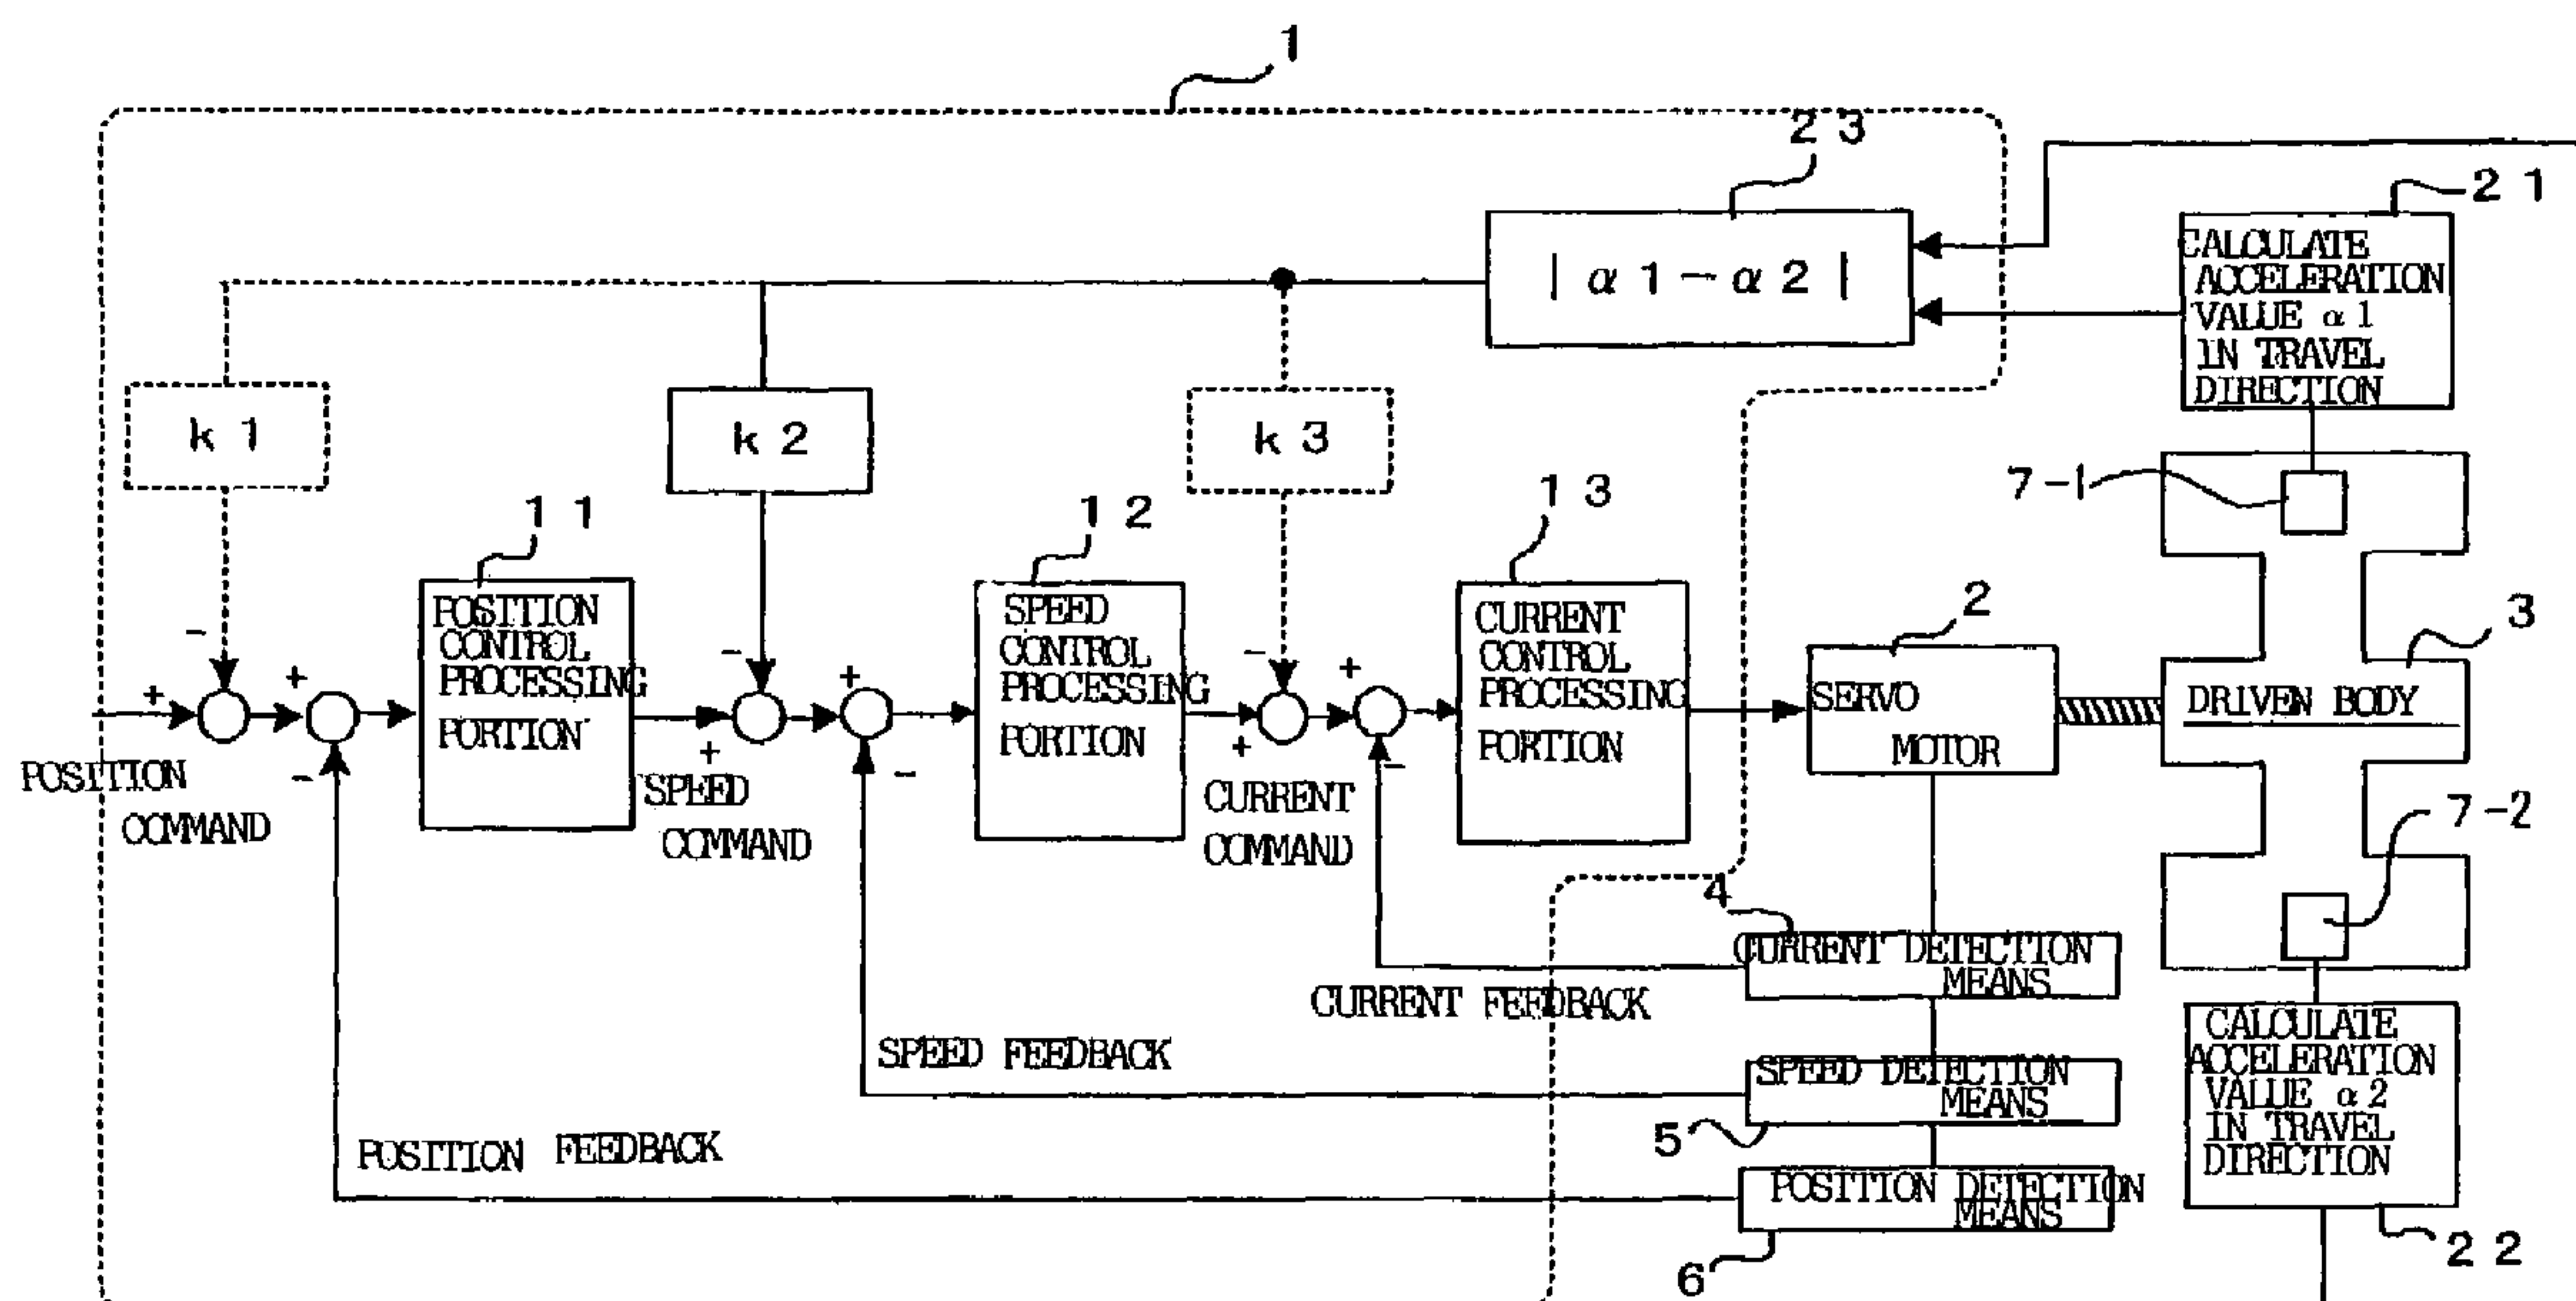 1
2 3
2 1
| α 1 − α 2 |
CALCULATE
ACCELERATION
VALUE α 1
IN TRAVEL
DIRECTION
k 1
k 2
k 3
7-1
1 1
1 2
1 3
2
3
POSITION
CONTROL
PROCESSING
PORTION
SPEED
CONTROL
PROCESSING
PORTION
CURRENT
CONTROL
PROCESSING
PORTION
SERVO
MOTOR
DRIVEN BODY
- + + -
- + + -
- + + -
POSITION
COMMAND
SPEED
COMMAND
CURRENT
COMMAND
7-2
4
CURRENT DETECTION
MEANS
CURRENT FEEDBACK
SPEED FEEDBACK
SPEED DETECTION
MEANS
5
POSITION FEEDBACK
POSITION DETECTION
MEANS
6
CALCULATE
ACCELERATION
VALUE α 2
IN TRAVEL
DIRECTION
2 2